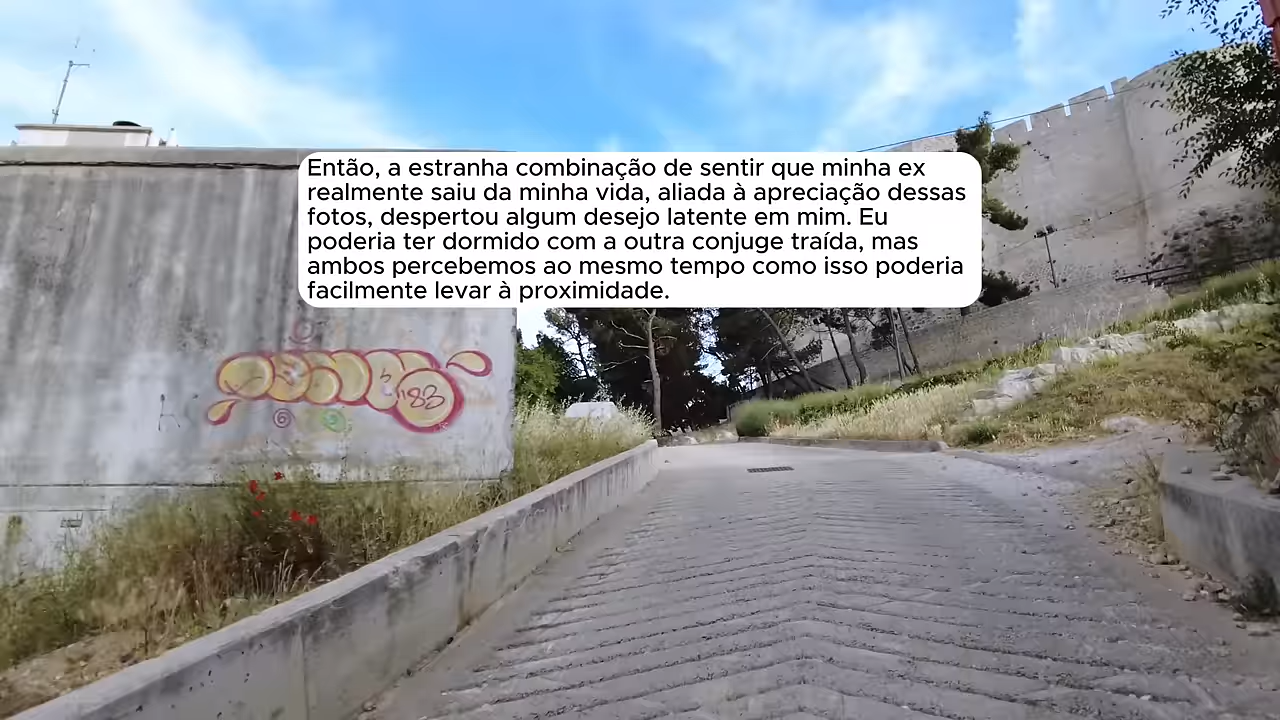 Então, a estranha combinação de sentir que minha ex
realmente saiu da minha vida, aliada à apreciação dessas
fotos, despertou algum desejo latente em mim. Eu
poderia ter dormido com a outra conjuge traída, mas
ambos percebemos ao mesmo tempo como isso poderia
facilmente levar à proximidade.
'83